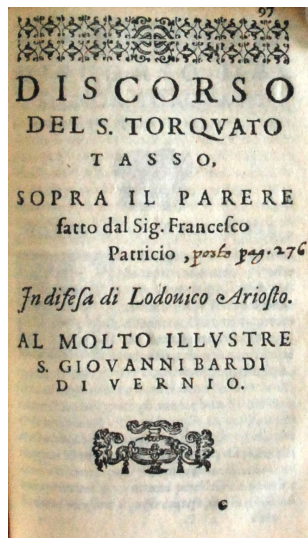 97
DISCORSO
DEL S. TORQVATO
TASSO,
SOPRA IL PARERE
fatto dal Sig. Francesco
Patricio, posto pag. 276
In difesa di Lodouico Ariosto.
AL MOLTO ILLVSTRE
S. GIOVANNI BARDI
DI VERNIO.
G